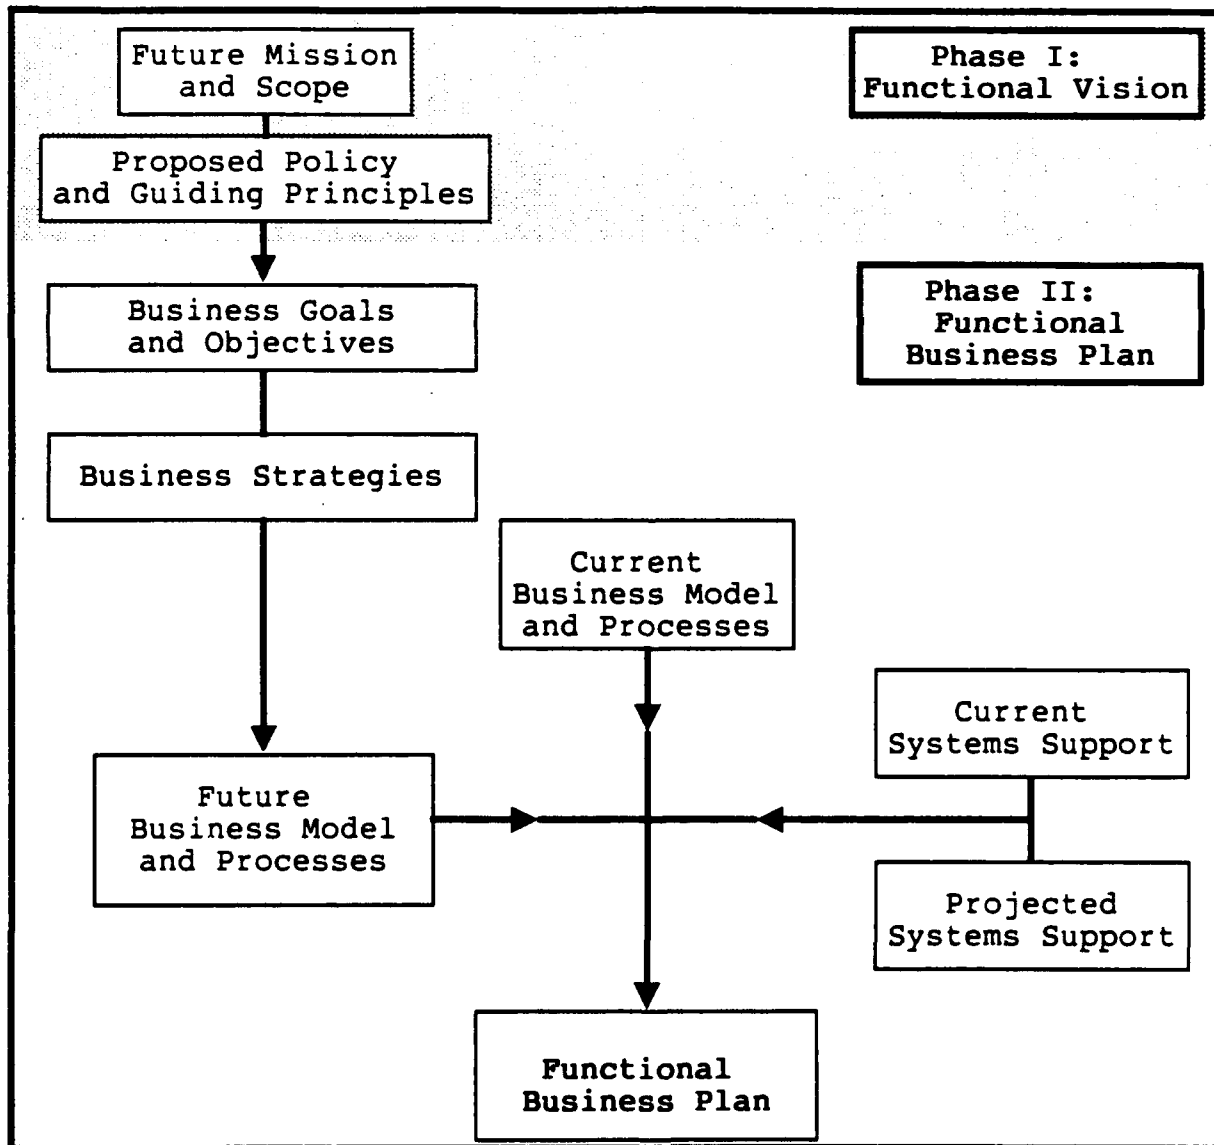 Future Mission
and Scope
Phase I:
Functional Vision
Proposed Policy
and Guiding Principles
Phase II:
Functional
Business Plan
Business Goals
and Objectives
Business Strategies
Current
Business Model
and Processes
Current
Systems Support
Future
Business Model
and Processes
Projected
Systems Support
Functional
Business Plan